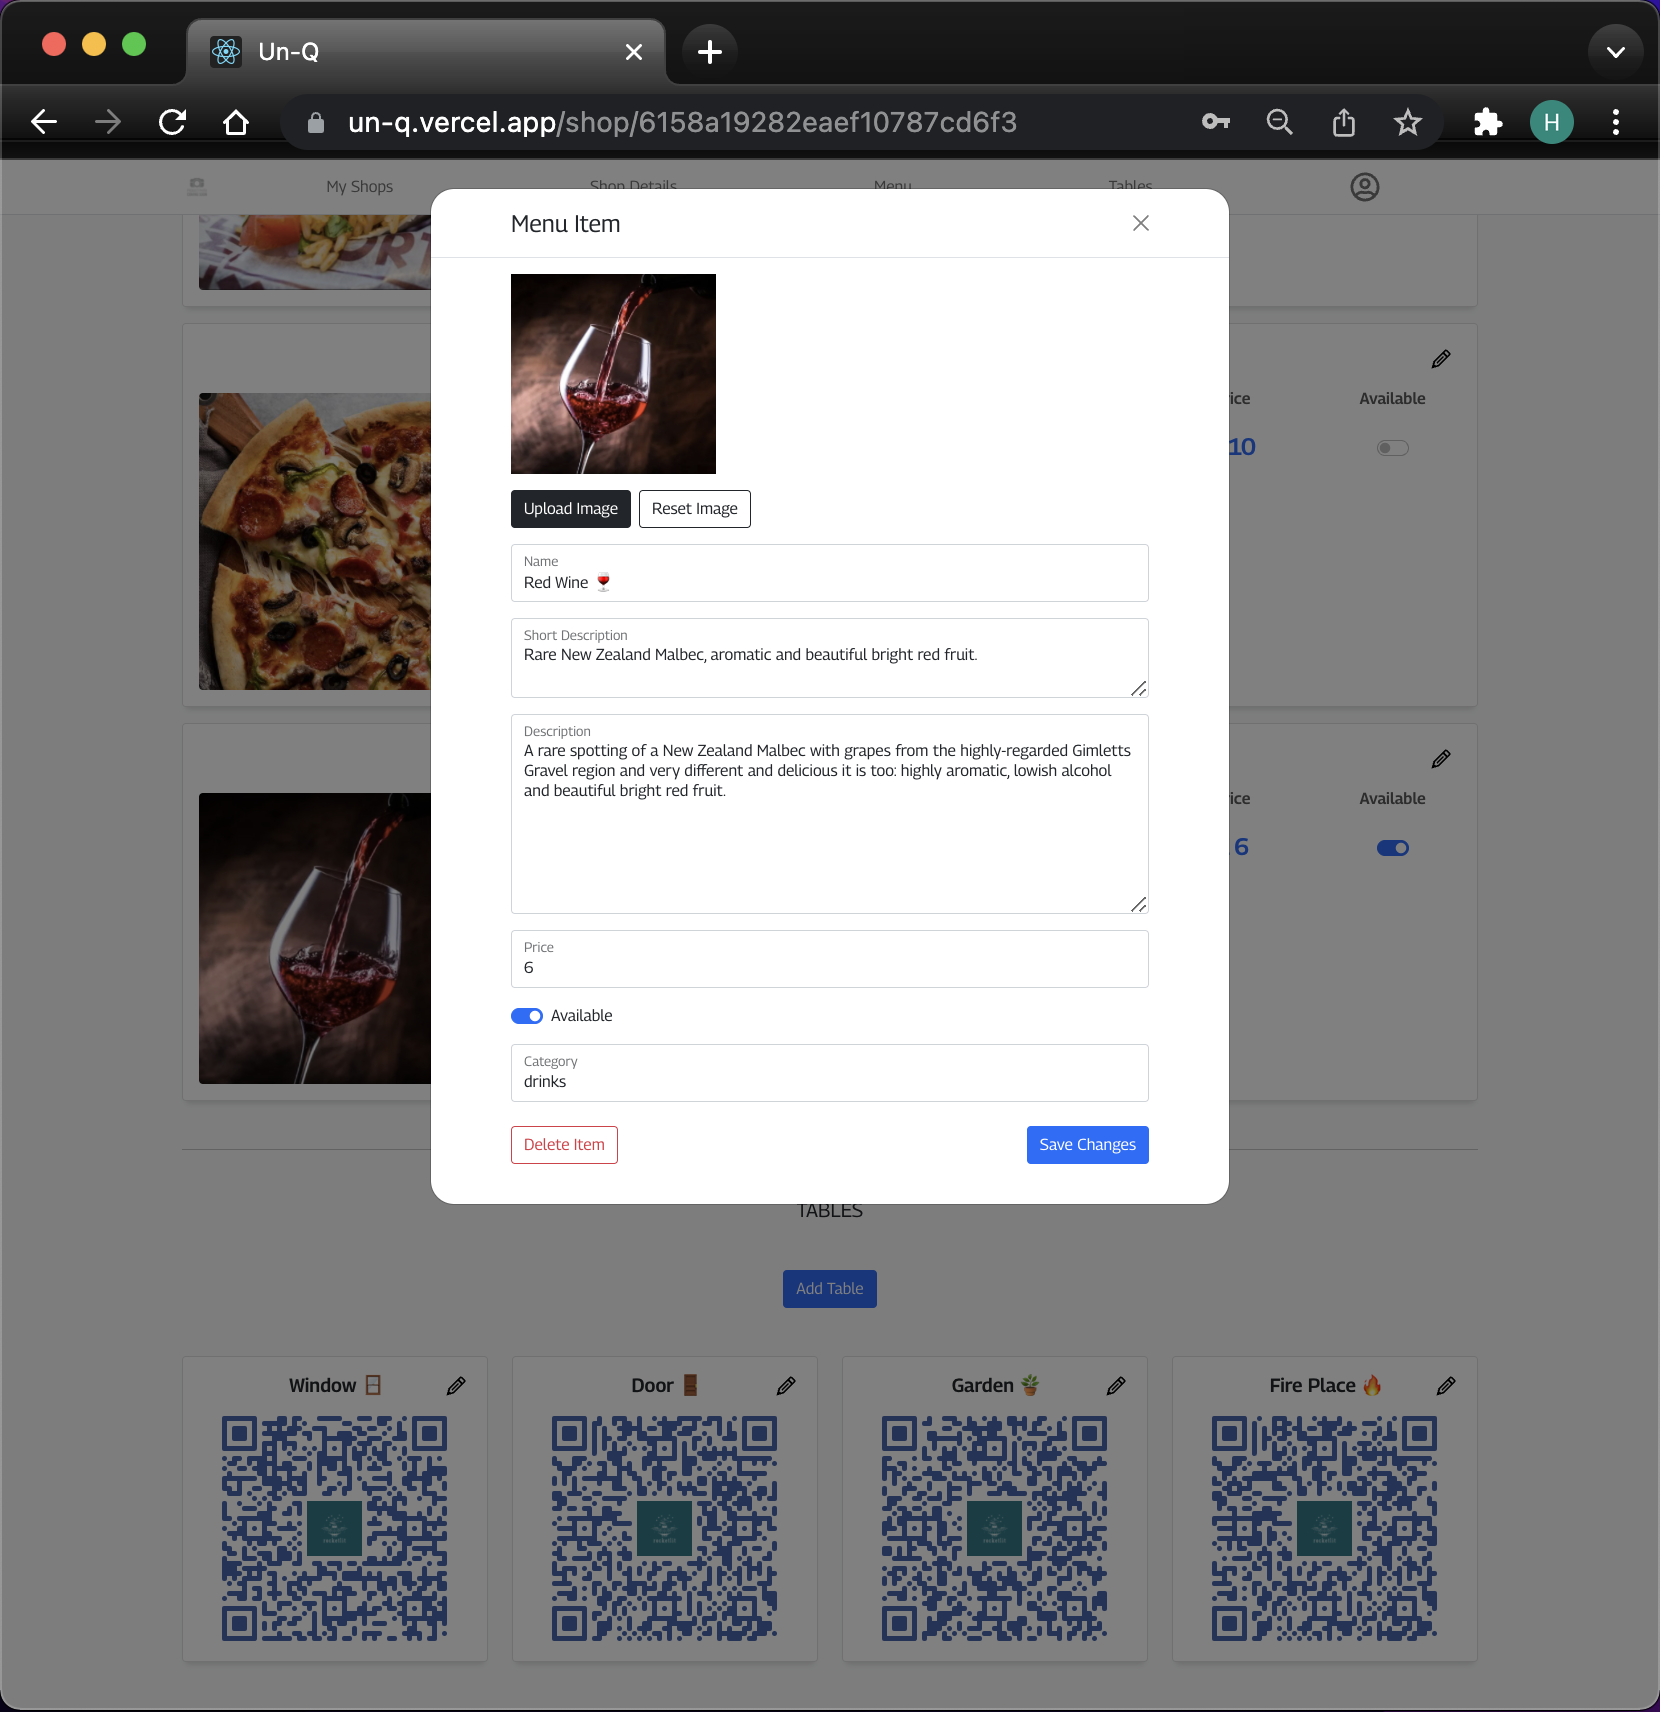 Un-Q
un-q.vercel.app/shop/6158a19282eaef10787cd6f3
H
My Shops
Shop Details
Menu
Tables
Menu Item
Upload Image
Reset Image
Name
Red Wine 🍷
Short Description
Rare New Zealand Malbec, aromatic and beautiful bright red fruit.
Description
A rare spotting of a New Zealand Malbec with grapes from the highly-regarded Gimletts
Gravel region and very different and delicious it is too: highly aromatic, lowish alcohol
and beautiful bright red fruit.
Price
6
Available
Category
drinks
Delete Item
Save Changes
Available
10
Available
6
TABLES
Add Table
Window 🪟
Door 🚪
Garden 🪴
Fire Place 🔥